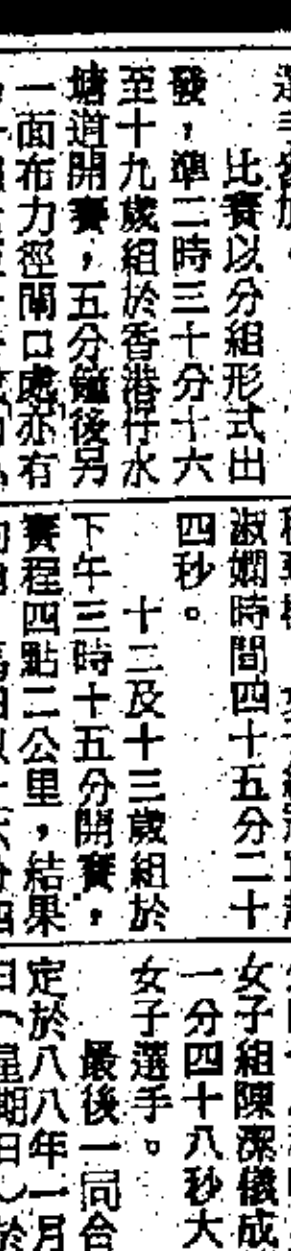 比賽以分組形式出
發，準二時三十分十六
至十九歲組於香港仔水
塘道開賽，五分鐘後另
一面布力徑閘口處亦有
淑嫻時間四十五分二十
四秒。
十二及十三歲組於
下午三時十五分開賽，
賽程四點二公里，結果
女子組陳潔儀成
一分四十八秒大
女子選手。
最後一同合
定於八八年一月